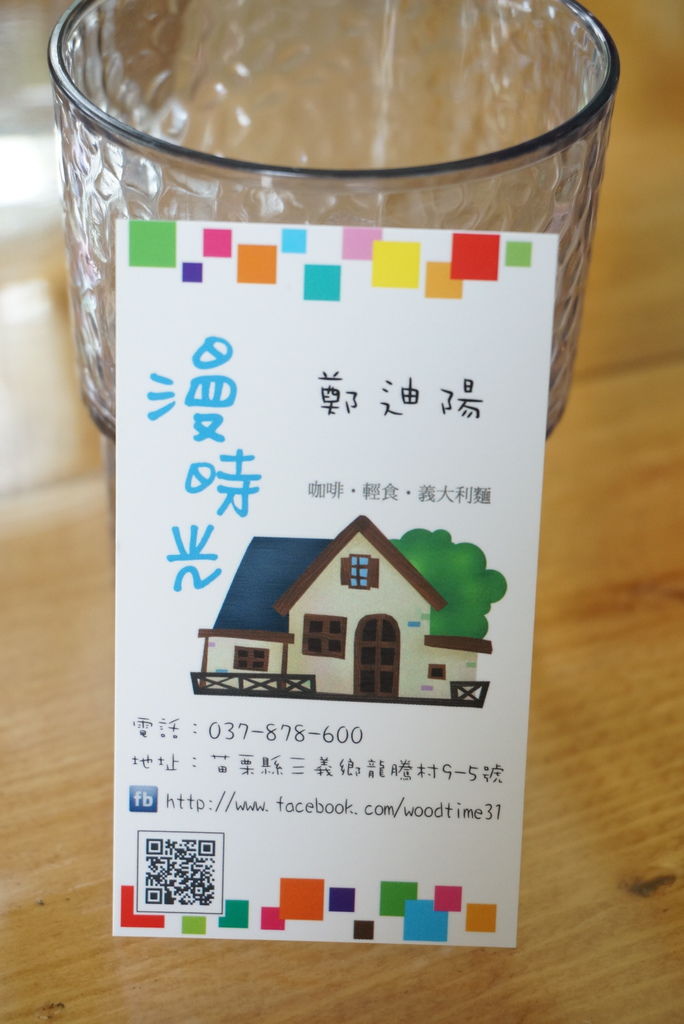 漫時光
鄭迪陽
咖啡・輕食・義大利麵
電話：037-878-600
地址：苗栗縣三義鄉龍騰村9-5號
fb http://www.facebook.com/woodtime31